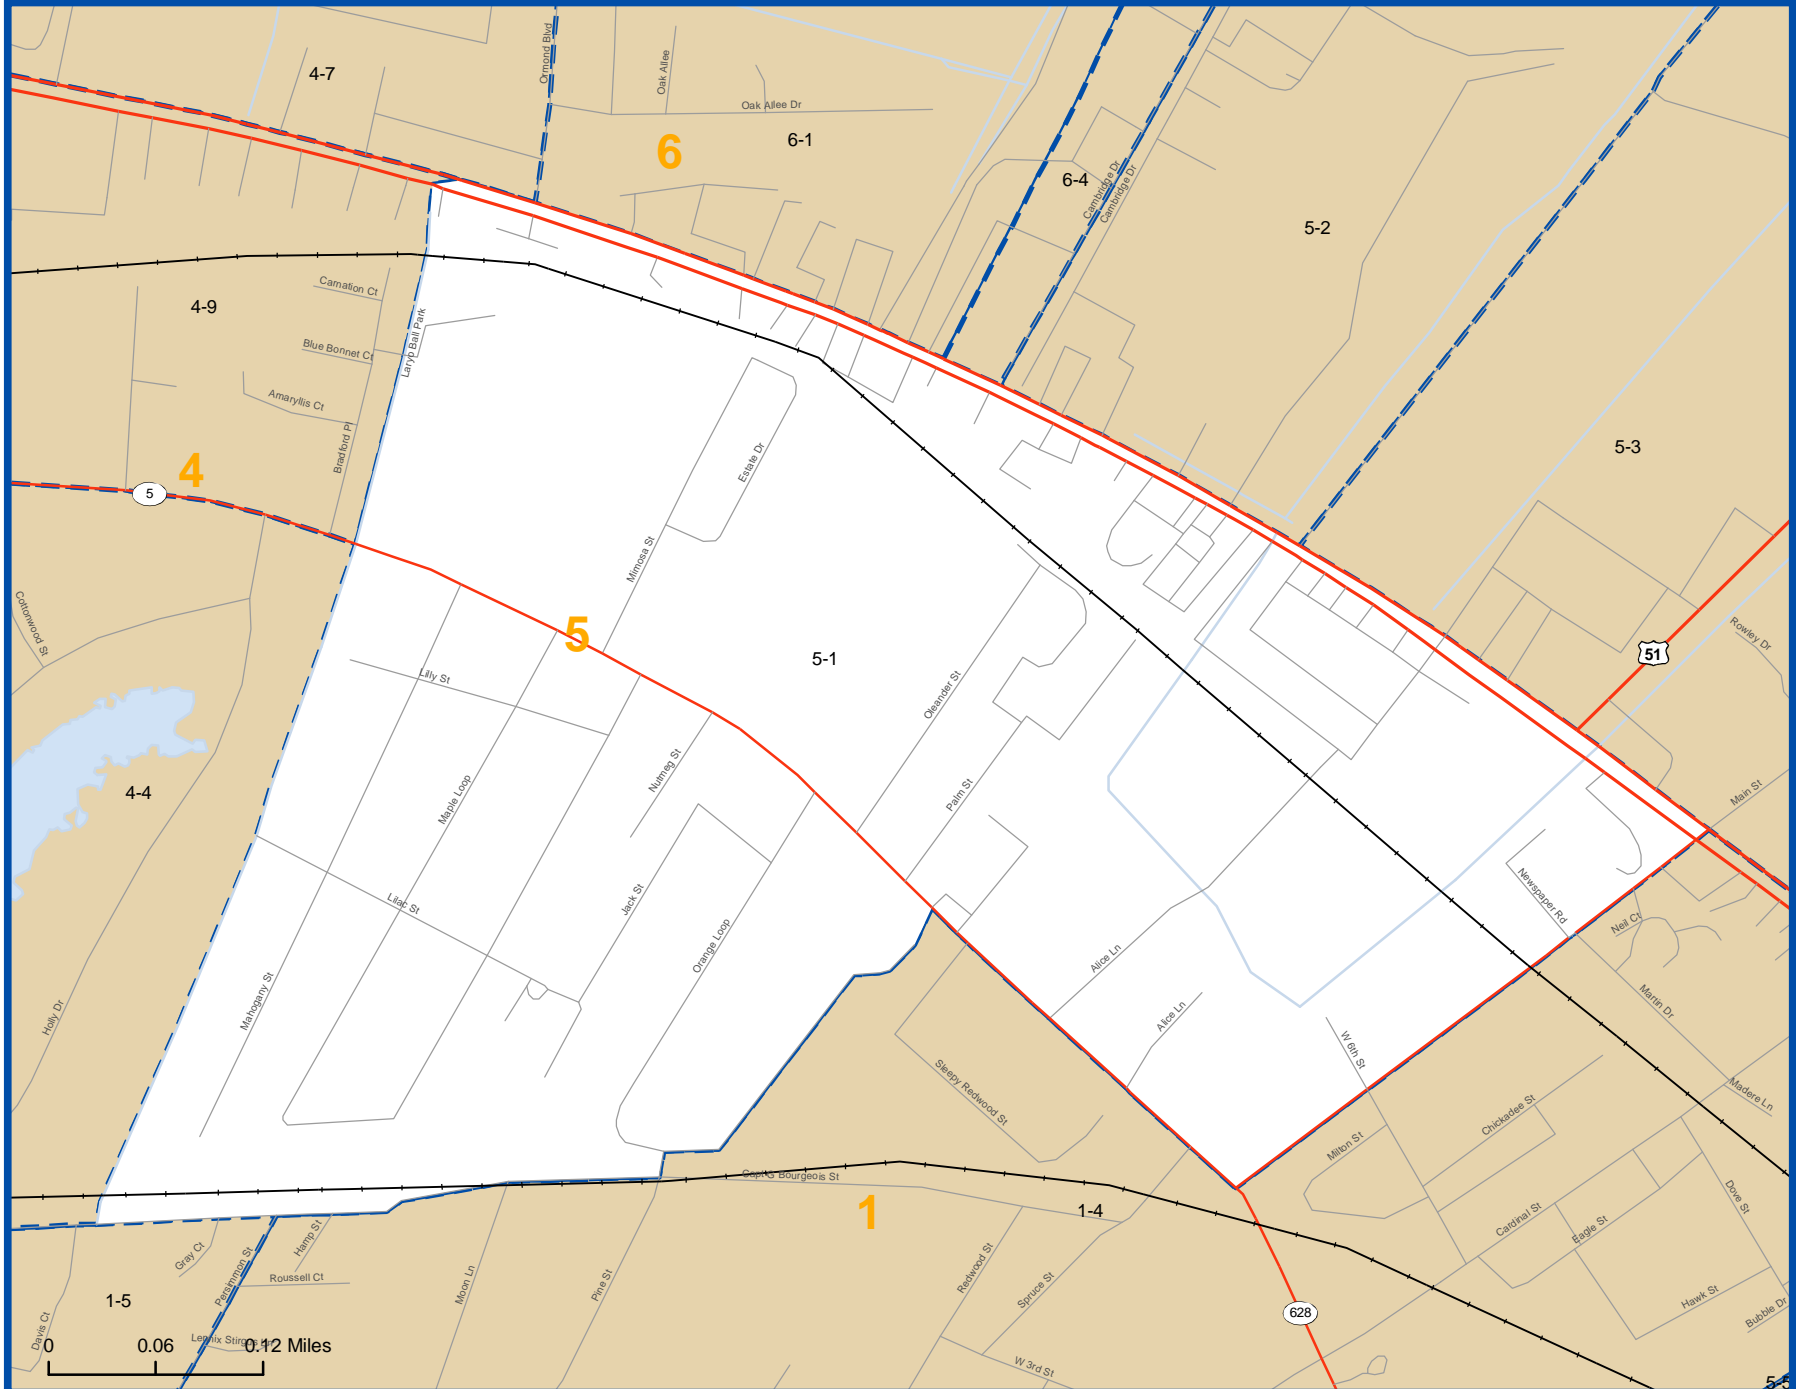 4-7
Ormond Blvd
Oak Allee
Oak Allee Dr
6
6-1
6-4
Cambridge Dr
Cambridge Dr
5-2
Carnation Ct
4-9
Laryo Ball Park
Blue Bonnet Ct
Amaryllis Ct
Bradford Pl
4
5
Estate Dr
5-3
Mimosa St
Cottonwood St
5
5-1
51
Rowley Dr
Lilly St
Oleander St
Nutmeg St
Palm St
Maple Loop
4-4
Main St
Lilac St
Jack St
Newspaper Rd
Neil Ct
Orange Loop
Alice Ln
Mahogany St
Holly Dr
Alice Ln
Martin Dr
W 6th St
Sleepy Redwood St
Madere Ln
Chickadee St
Milton St
Capt G Bourgeois St
1
1-4
Dove St
Cardinal St
Eagle St
Gray Ct
Hamp St
Persimmon St
Roussell Ct
Moon Ln
Pine St
Redwood St
Spruce St
1-5
Hawk St
Bubble Dr
628
Davis Ct
0 0.06 0.12 Miles
W 3rd St
5-5